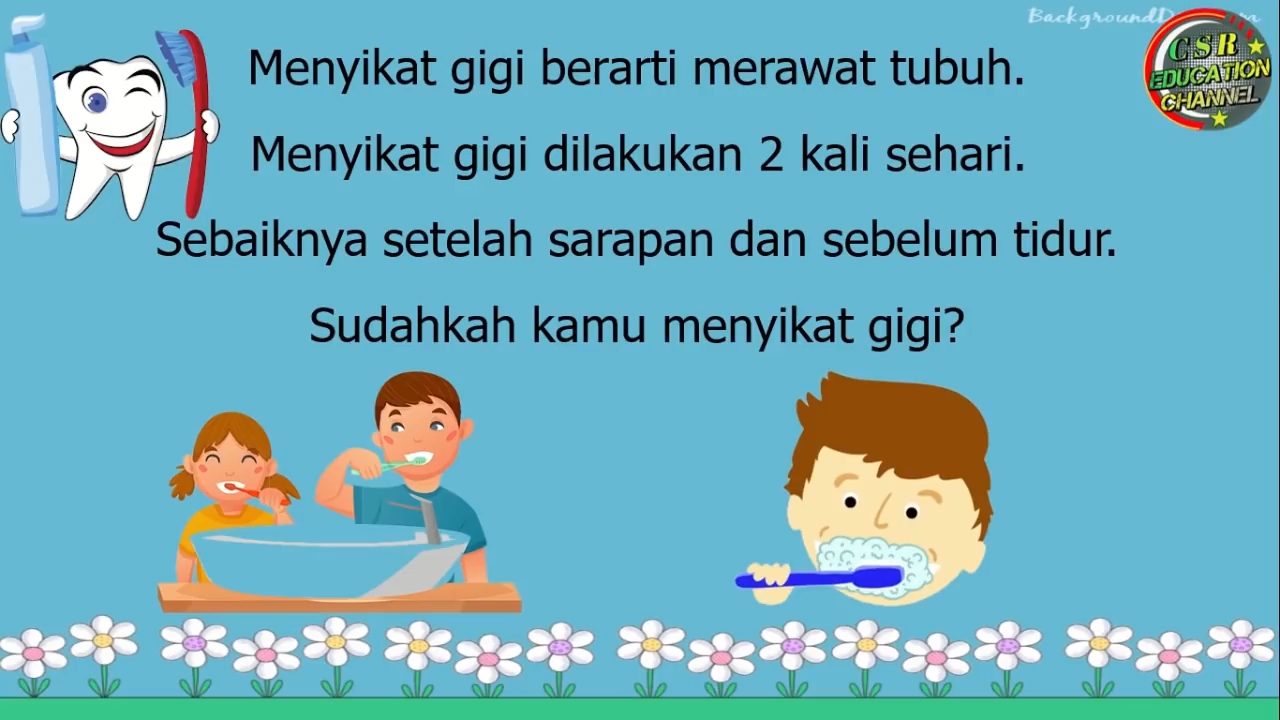 Menyikat gigi berarti merawat tubuh.
Menyikat gigi dilakukan 2 kali sehari.
Sebaiknya setelah sarapan dan sebelum tidur.
Sudahkah kamu menyikat gigi?
CSR
EDUCATION
CHANNEL